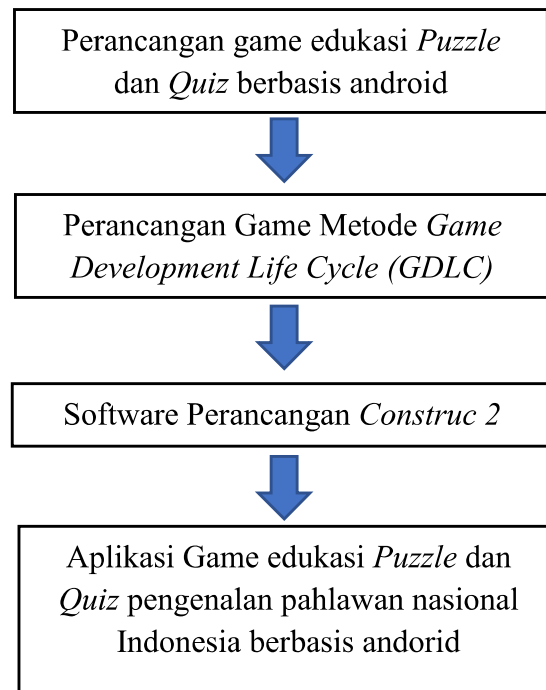 Perancangan game edukasi Puzzle
dan Quiz berbasis android
Perancangan Game Metode Game
Development Life Cycle (GDLC)
Software Perancangan Construc 2
Aplikasi Game edukasi Puzzle dan
Quiz pengenalan pahlawan nasional
Indonesia berbasis andorid